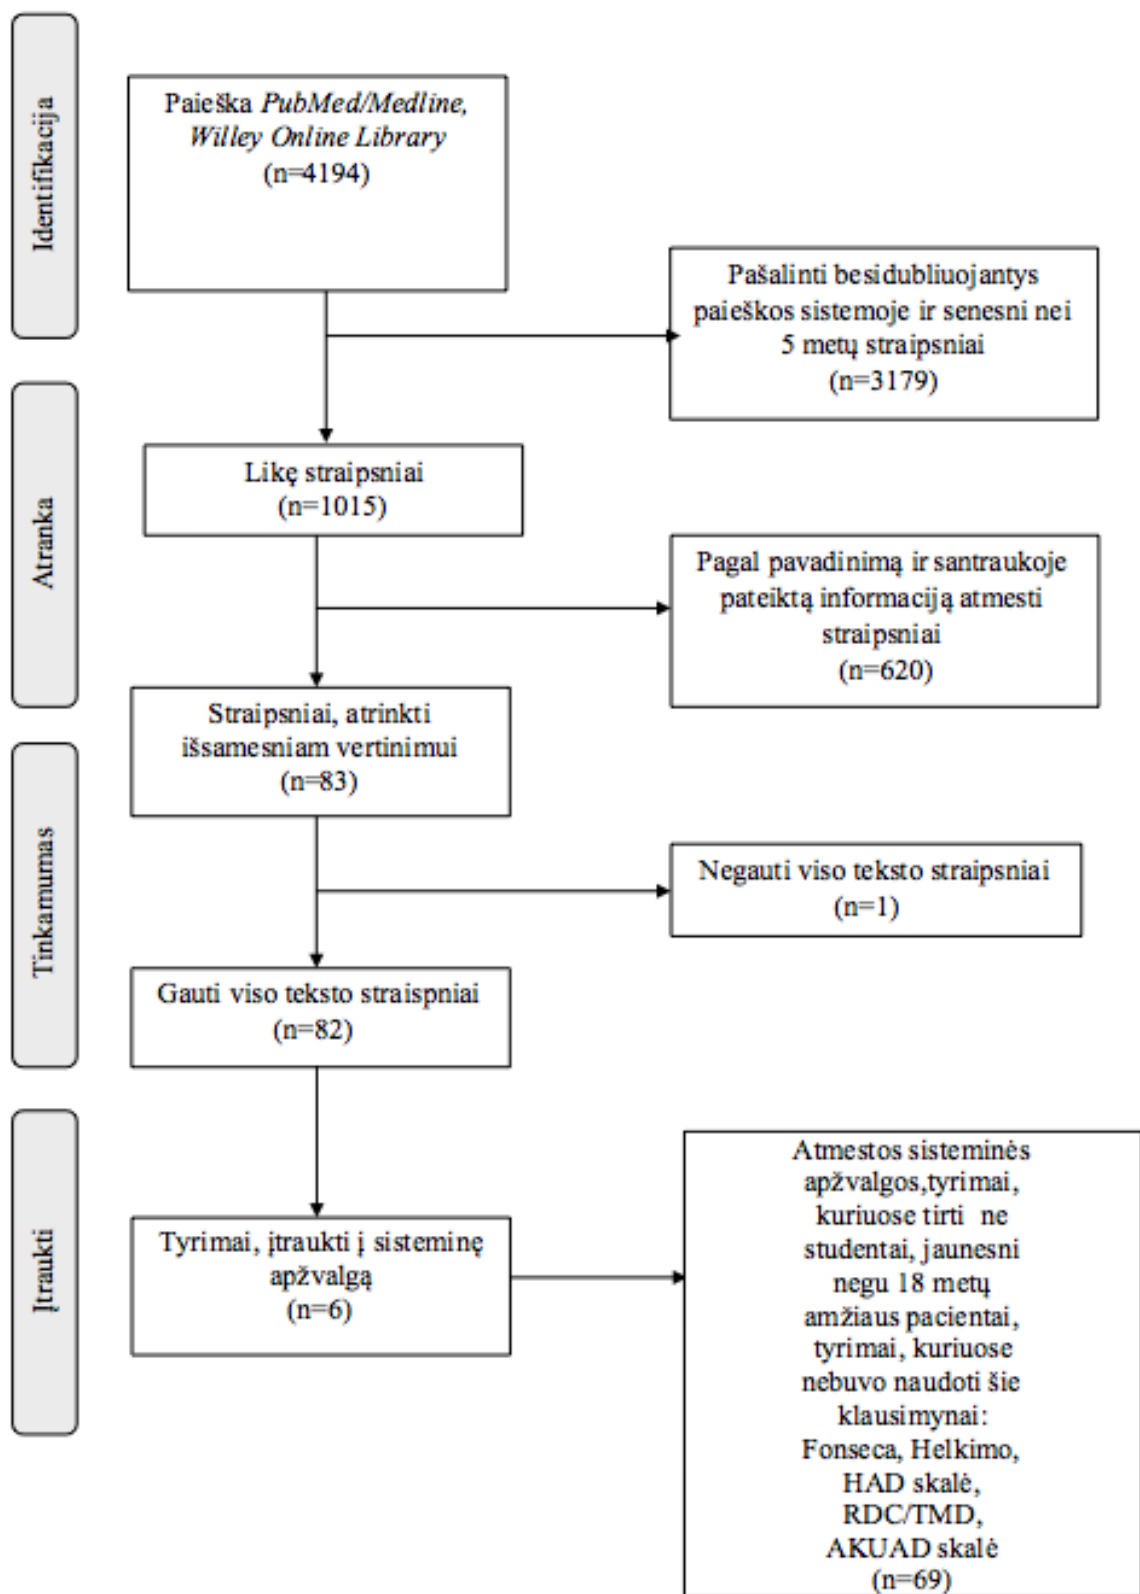 Identifikacija
Paieška PubMed/Medline,
Willey Online Library
(n=4194)
Pašalinti besidubliuojantys
paieškos sistemoje ir senesni nei
5 metų straipsniai
(n=3179)
Atranka
Likę straipsniai
(n=1015)
Pagal pavadinimą ir santraukoje
pateiktą informaciją atmesti
straipsniai
(n=620)
Straipsniai, atrinkti
išsamesniam vertinimui
(n=83)
Tinkamumas
Negauti viso teksto straipsniai
(n=1)
Gauti viso teksto straispniai
(n=82)
Įtraukti
Tyrimai, įtraukti į sisteminę
apžvalgą
(n=6)
Atmestos sisteminės
apžvalgos,tyrimai,
kuriuose tirti ne
studentai, jaunesni
negu 18 metų
amžiaus pacientai,
tyrimai, kuriuose
nebuvo naudoti šie
klausimynai:
Fonseca, Helkimo,
HAD skalė,
RDC/TMD,
AKUAD skalė
(n=69)